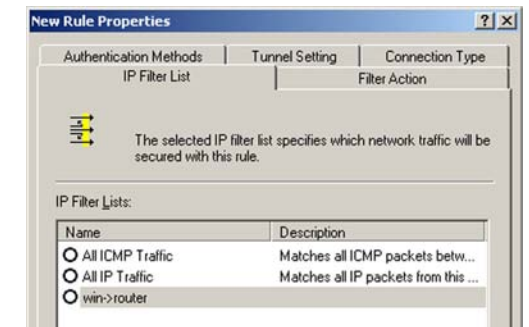 New Rule Properties
Authentication Methods Tunnel Setting Connection Type
IP Filter List Filter Action
The selected IP filter list specifies which network traffic will be
secured with this rule.
IP Filter Lists:
Name Description
All ICMP Traffic Matches all ICMP packets betw...
All IP Traffic Matches all IP packets from this ...
win->router